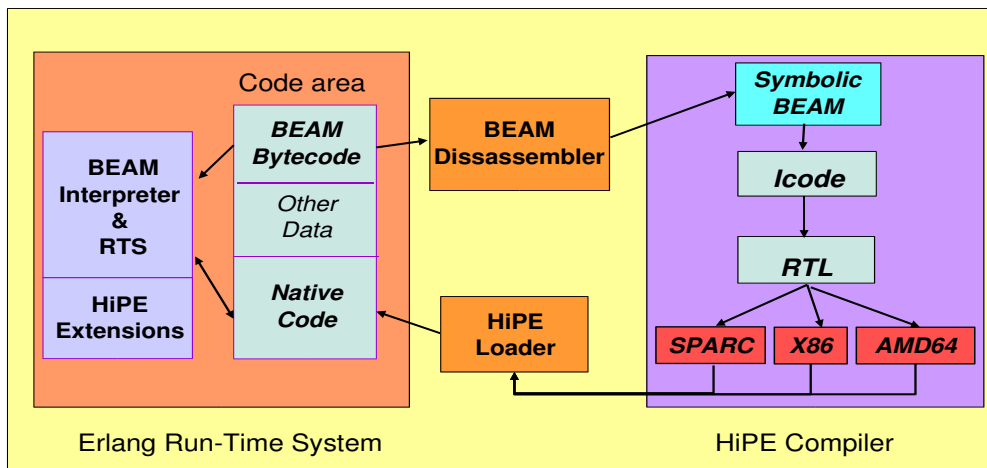 Code area
BEAM
Bytecode
Other
Data
Native
Code
BEAM
Interpreter
&
RTS
HiPE
Extensions
Erlang Run-Time System
BEAM
Dissassembler
HiPE
Loader
Symbolic
BEAM
Icode
RTL
SPARC
X86
AMD64
HiPE Compiler